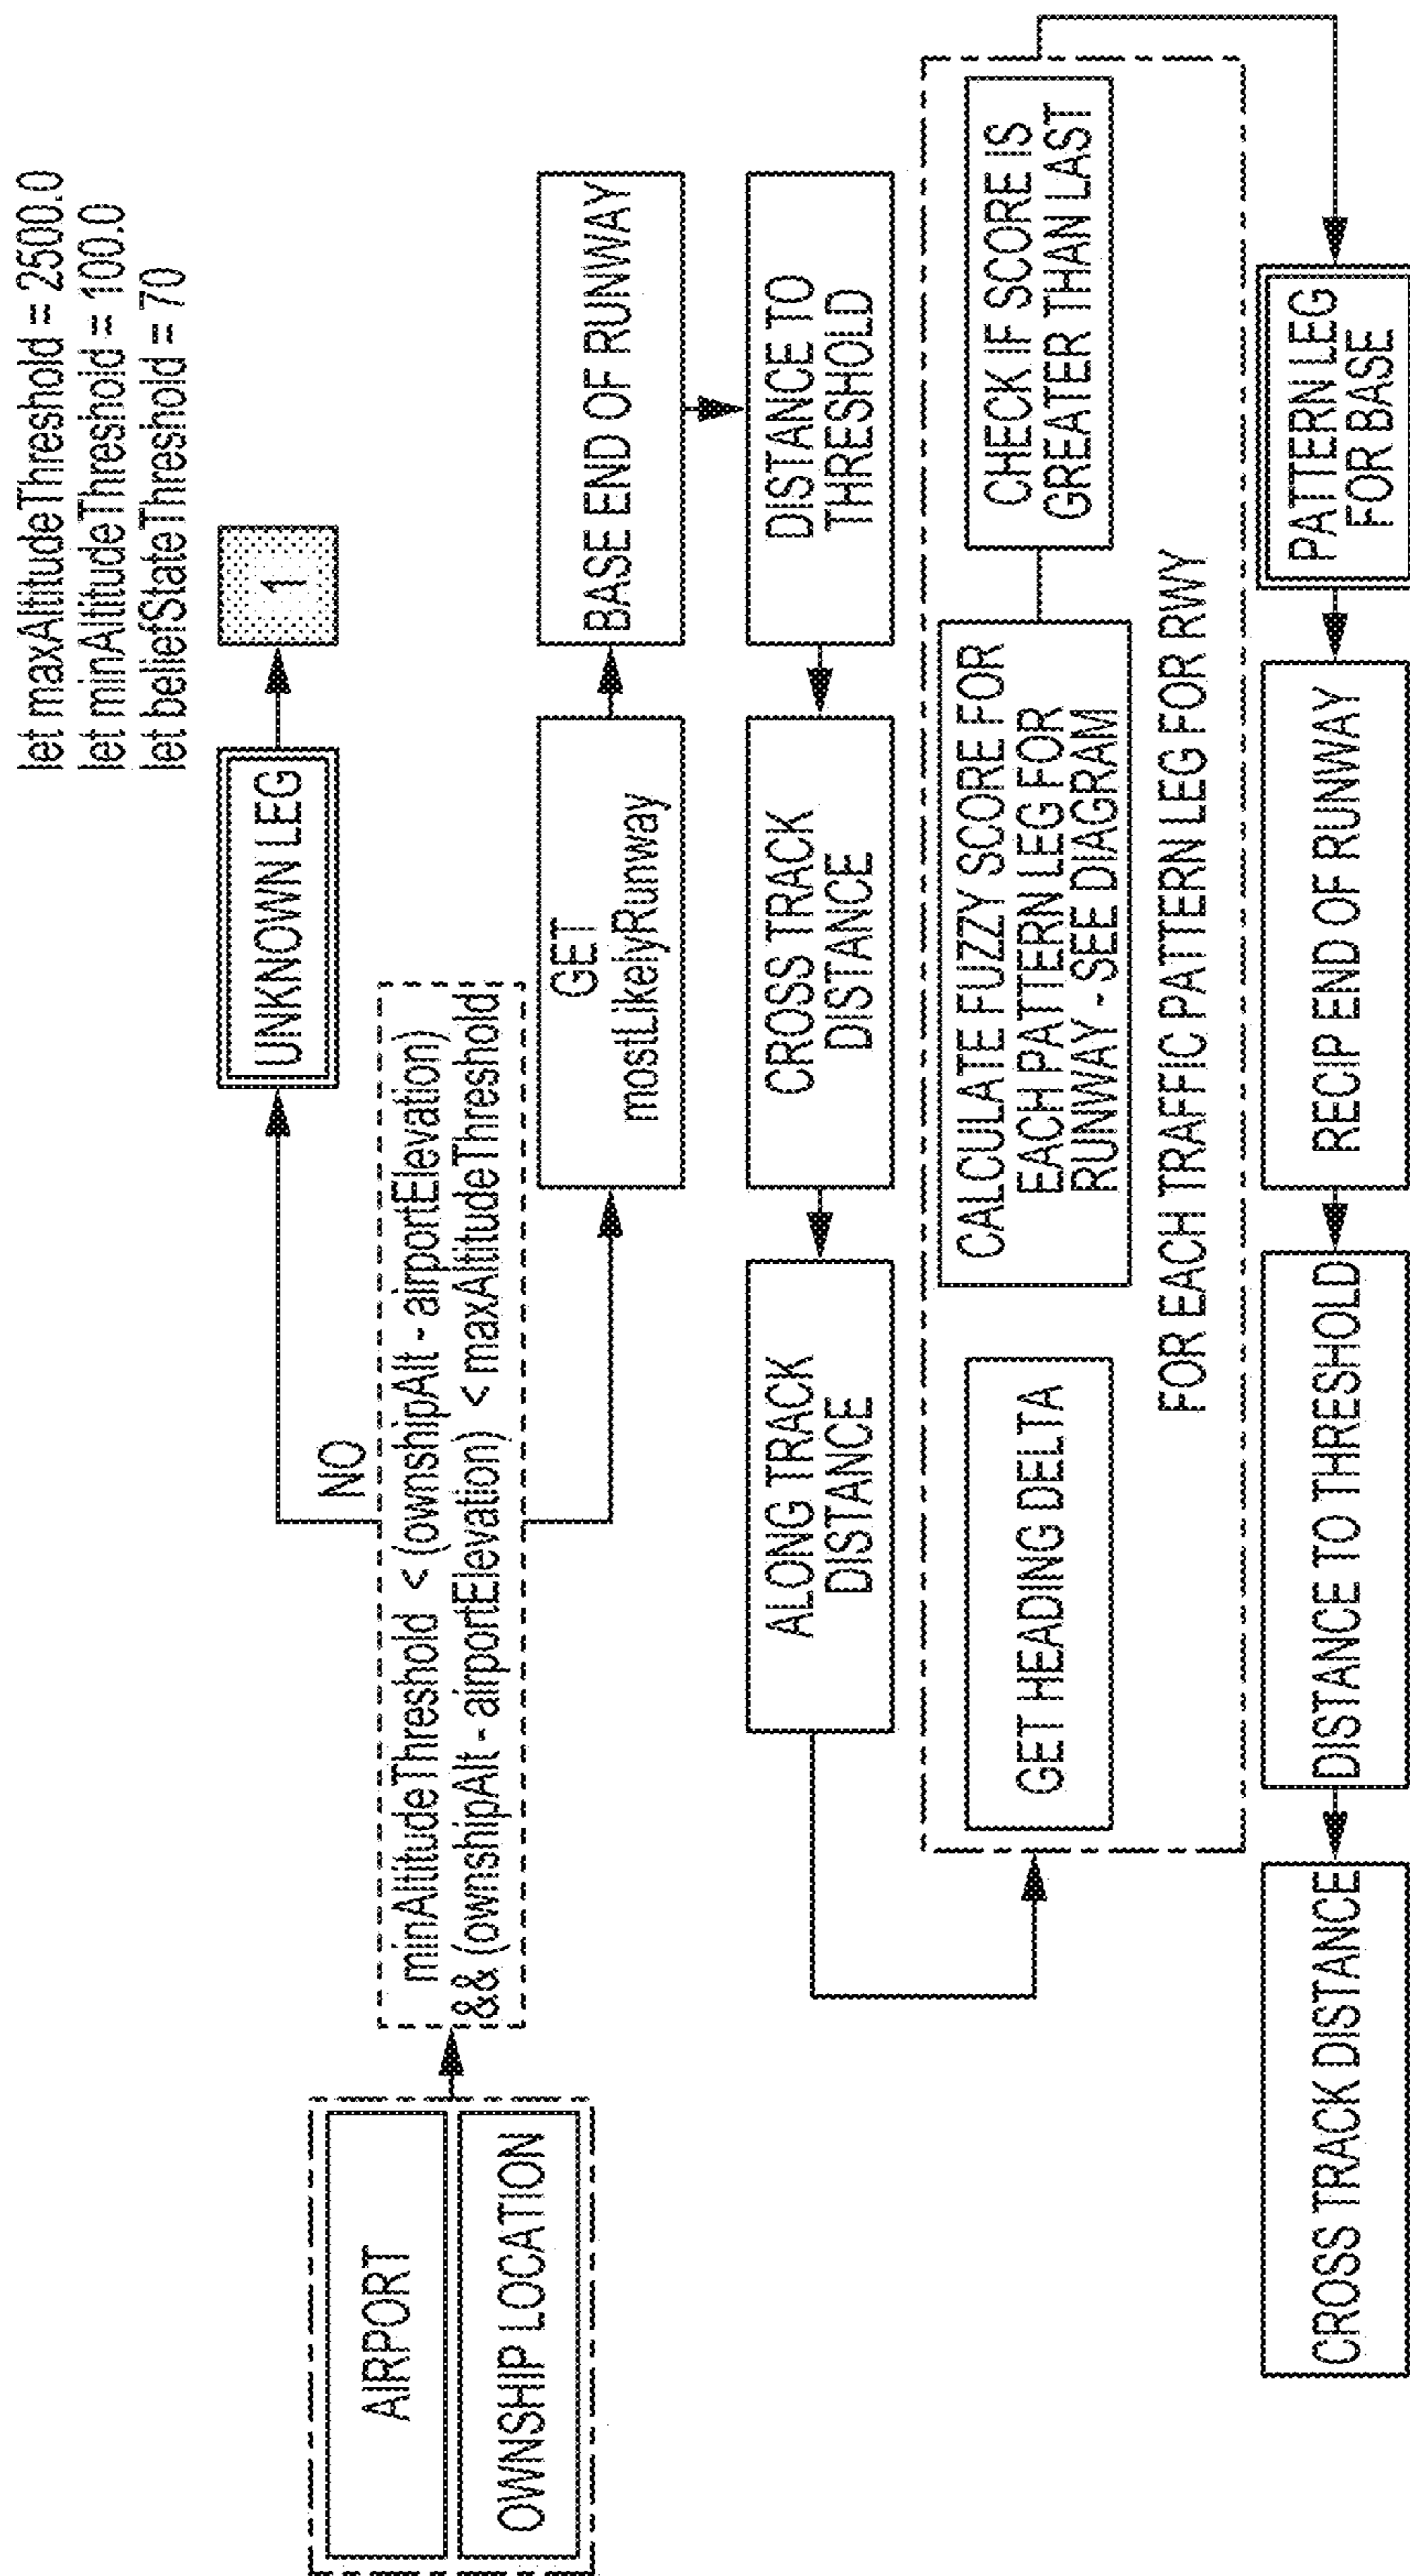 let maxAltitudeThreshold = 2500.0
let minAltitudeThreshold = 100.0
let beliefStateThreshold = 70
UNKNOWN LEG
1
NO
AIRPORT
OWNSHIP LOCATION
minAltitudeThreshold < (ownshipAlt - airportElevation)
&& (ownshipAlt - airportElevation) < maxAltitudeThreshold
GET
mostLikelyRunway
BASE END OF RUNWAY
DISTANCE TO
THRESHOLD
CROSS TRACK
DISTANCE
ALONG TRACK
DISTANCE
GET HEADING DELTA
CALCULATE FUZZY SCORE FOR
EACH PATTERN LEG FOR
RUNWAY - SEE DIAGRAM
CHECK IF SCORE IS
GREATER THAN LAST
FOR EACH TRAFFIC PATTERN LEG FOR RWY
PATTERN LEG
FOR BASE
RECIP END OF RUNWAY
DISTANCE TO THRESHOLD
CROSS TRACK DISTANCE